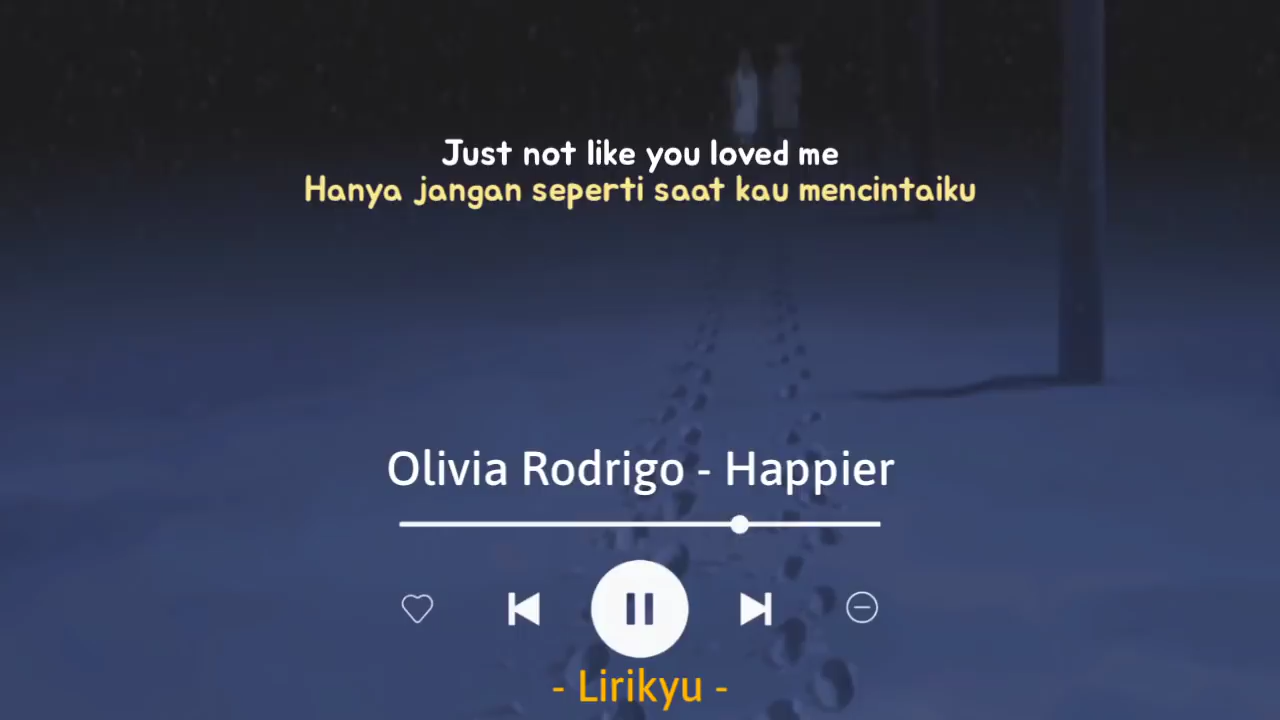 Just not like you loved me
Hanya jangan seperti saat kau mencintaiku
Olivia Rodrigo - Happier
- Lirikyu -